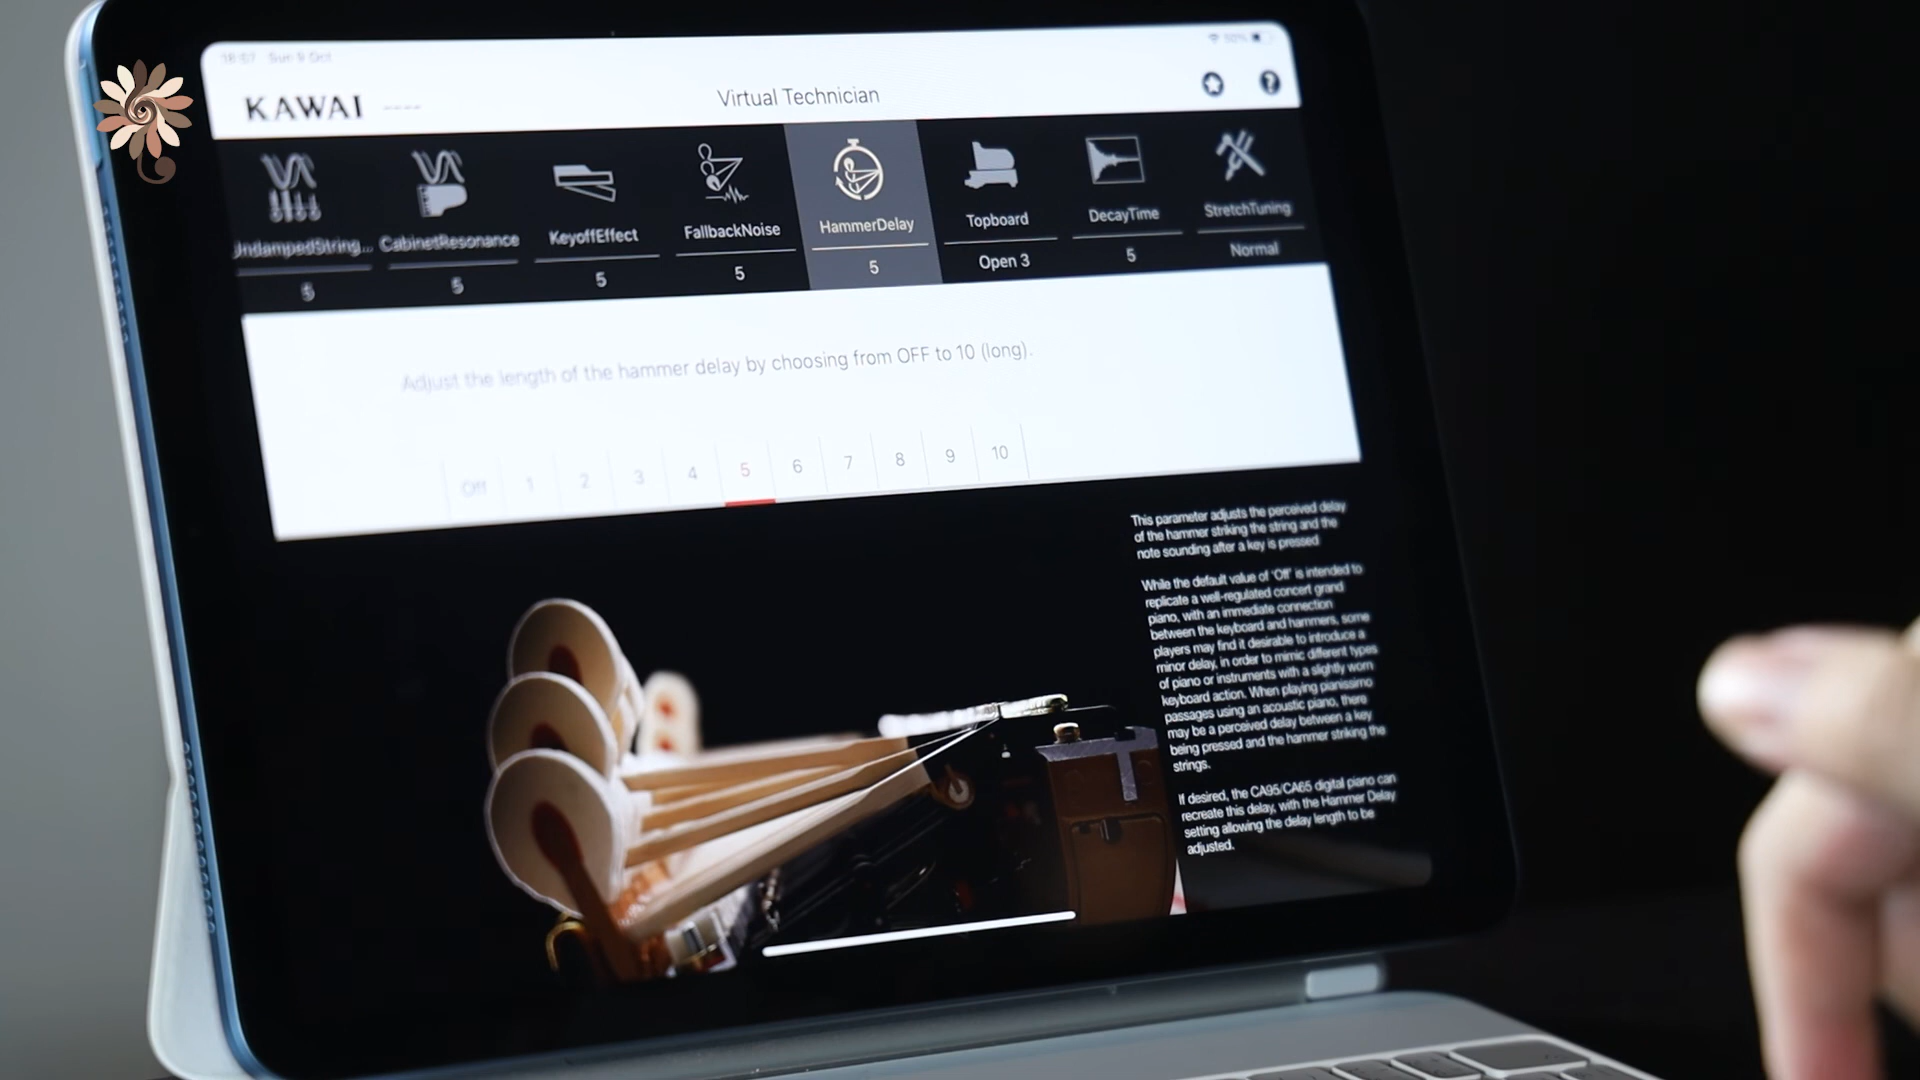 18:57 Sun 9 Oct
50%
KAWAI
Virtual Technician
UndampedString...
CabinetResonance
KeyoffEffect
FallbackNoise
HammerDelay
Topboard
DecayTime
StretchTuning
5
5
5
5
5
Open 3
5
Normal
Adjust the length of the hammer delay by choosing from OFF to 10 (long).
Off 1 2 3 4 5 6 7 8 9 10
This parameter adjusts the perceived delay
of the hammer striking the string and the
note sounding after a key is pressed
While the default value of 'Off' is intended to
replicate a well-regulated concert grand
piano, with an immediate connection
between the keyboard and hammers, some
players may find it desirable to introduce a
minor delay, in order to mimic different types
of piano or instruments with a slightly worn
keyboard action. When playing pianissimo
passages using an acoustic piano, there
may be a perceived delay between a key
being pressed and the hammer striking the
strings.
If desired, the CA95/CA65 digital piano can
recreate this delay, with the Hammer Delay
setting allowing the delay length to be
adjusted.